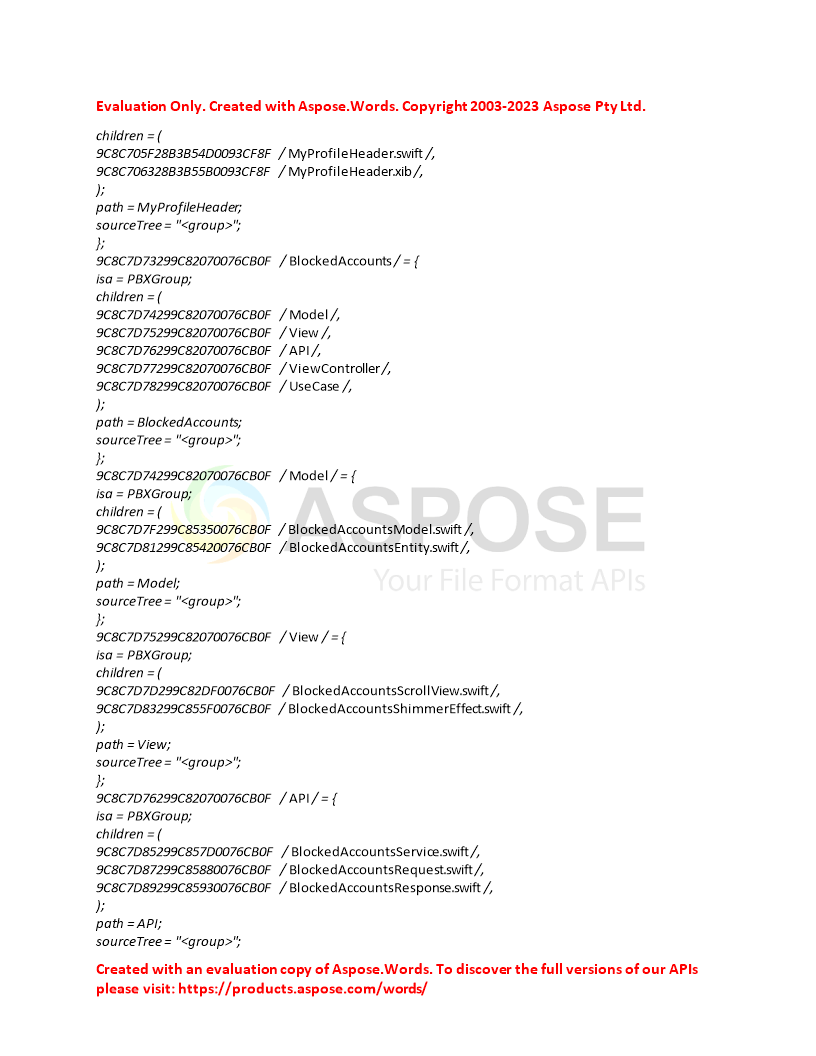 Evaluation Only. Created with Aspose.Words. Copyright 2003-2023 Aspose Pty Ltd.
children = (
9C8C705F28B3B54D0093CF8F / MyProfileHeader.swift /,
9C8C706328B3B55B0093CF8F / MyProfileHeader.xib /,
);
path = MyProfileHeader;
sourceTree = "<group>";
};
9C8C7D73299C82070076CB0F / BlockedAccounts / = {
isa = PBXGroup;
children = (
9C8C7D74299C82070076CB0F / Model /,
9C8C7D75299C82070076CB0F / View /,
9C8C7D76299C82070076CB0F / API /,
9C8C7D77299C82070076CB0F / ViewController /,
9C8C7D78299C82070076CB0F / UseCase /,
);
path = BlockedAccounts;
sourceTree = "<group>";
};
9C8C7D74299C82070076CB0F / Model / = {
isa = PBXGroup;
children = (
9C8C7D7F299C85350076CB0F / BlockedAccountsModel.swift /,
9C8C7D81299C85420076CB0F / BlockedAccountsEntity.swift /,
);
path = Model;
sourceTree = "<group>";
};
9C8C7D75299C82070076CB0F / View / = {
isa = PBXGroup;
children = (
9C8C7D7D299C82DF0076CB0F / BlockedAccountsScrollView.swift /,
9C8C7D83299C855F0076CB0F / BlockedAccountsShimmerEffect.swift /,
);
path = View;
sourceTree = "<group>";
};
9C8C7D76299C82070076CB0F / API / = {
isa = PBXGroup;
children = (
9C8C7D85299C857D0076CB0F / BlockedAccountsService.swift /,
9C8C7D87299C85880076CB0F / BlockedAccountsRequest.swift /,
9C8C7D89299C85930076CB0F / BlockedAccountsResponse.swift /,
);
path = API;
sourceTree = "<group>";
Created with an evaluation copy of Aspose.Words. To discover the full versions of our APIs
please visit: https://products.aspose.com/words/
ASPOSE
Your File Format APIs